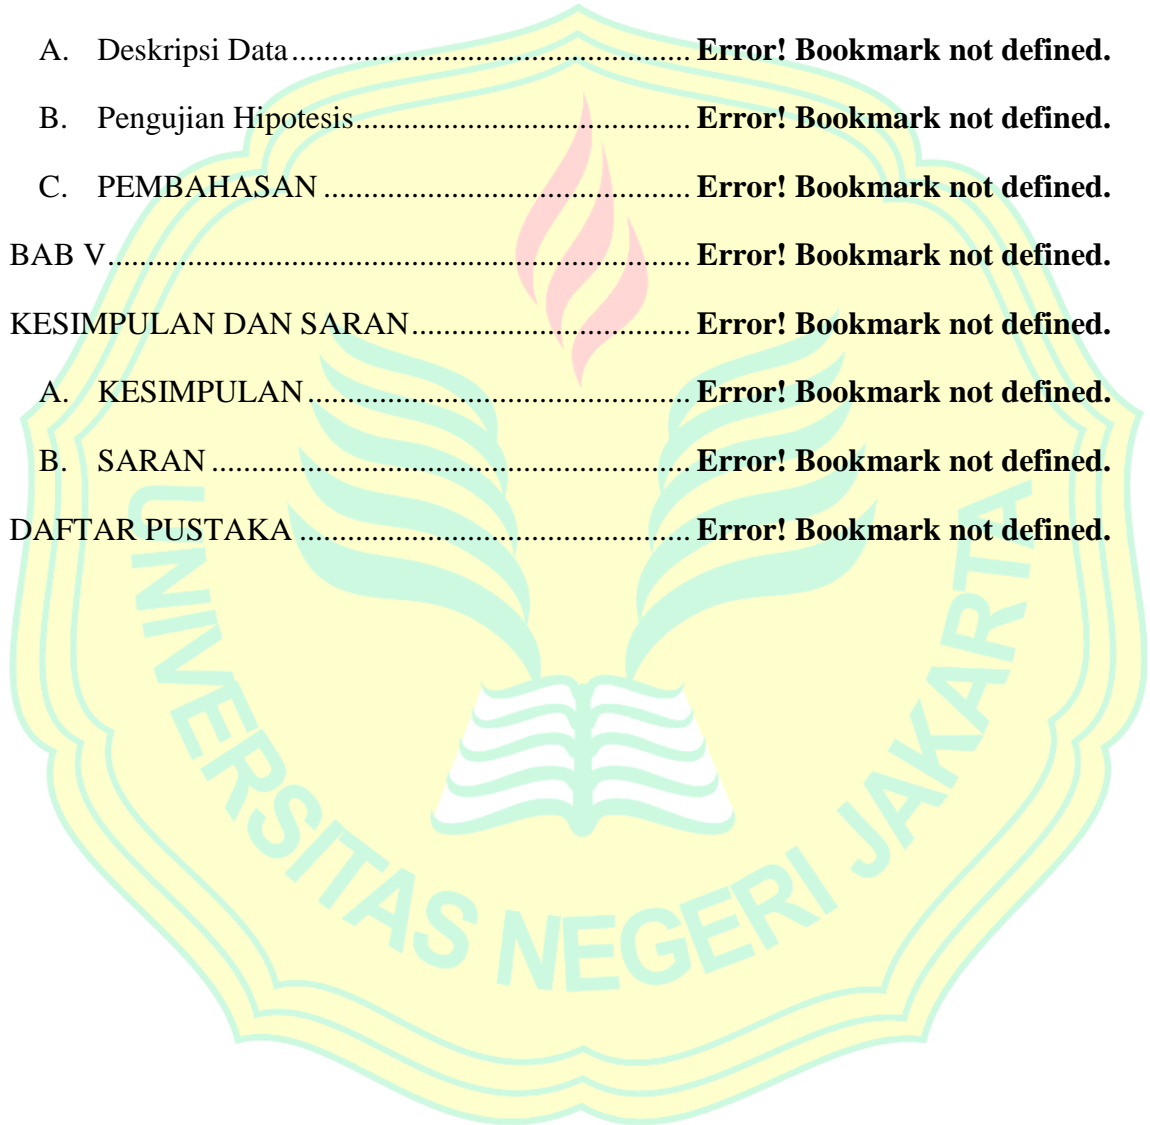 A. Deskripsi Data .................................................. Error! Bookmark not defined.
B. Pengujian Hipotesis.......................................... Error! Bookmark not defined.
C. PEMBAHASAN .............................................. Error! Bookmark not defined.
BAB V......................................................................... Error! Bookmark not defined.
KESIMPULAN DAN SARAN................................... Error! Bookmark not defined.
A. KESIMPULAN ................................................ Error! Bookmark not defined.
B. SARAN ............................................................ Error! Bookmark not defined.
DAFTAR PUSTAKA ................................................. Error! Bookmark not defined.
UNIVERSITAS NEGERI JAKARTA